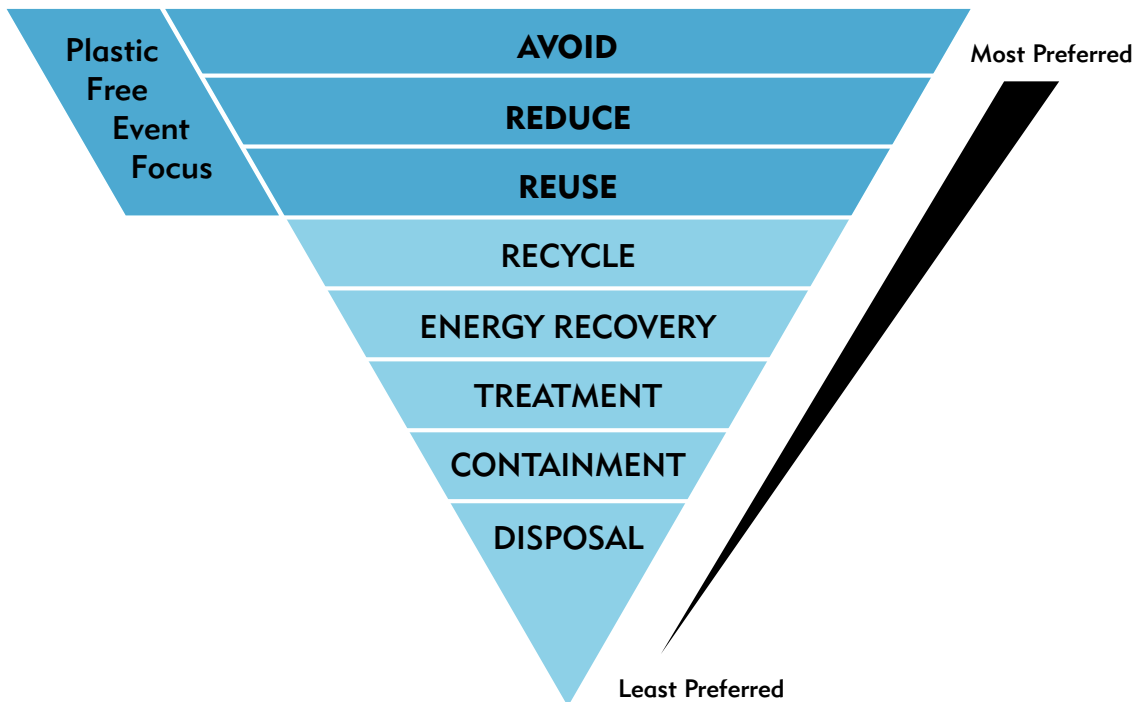 Plastic
Free
Event
Focus
AVOID
REDUCE
REUSE
RECYCLE
ENERGY RECOVERY
TREATMENT
CONTAINMENT
DISPOSAL
Most Preferred
Least Preferred